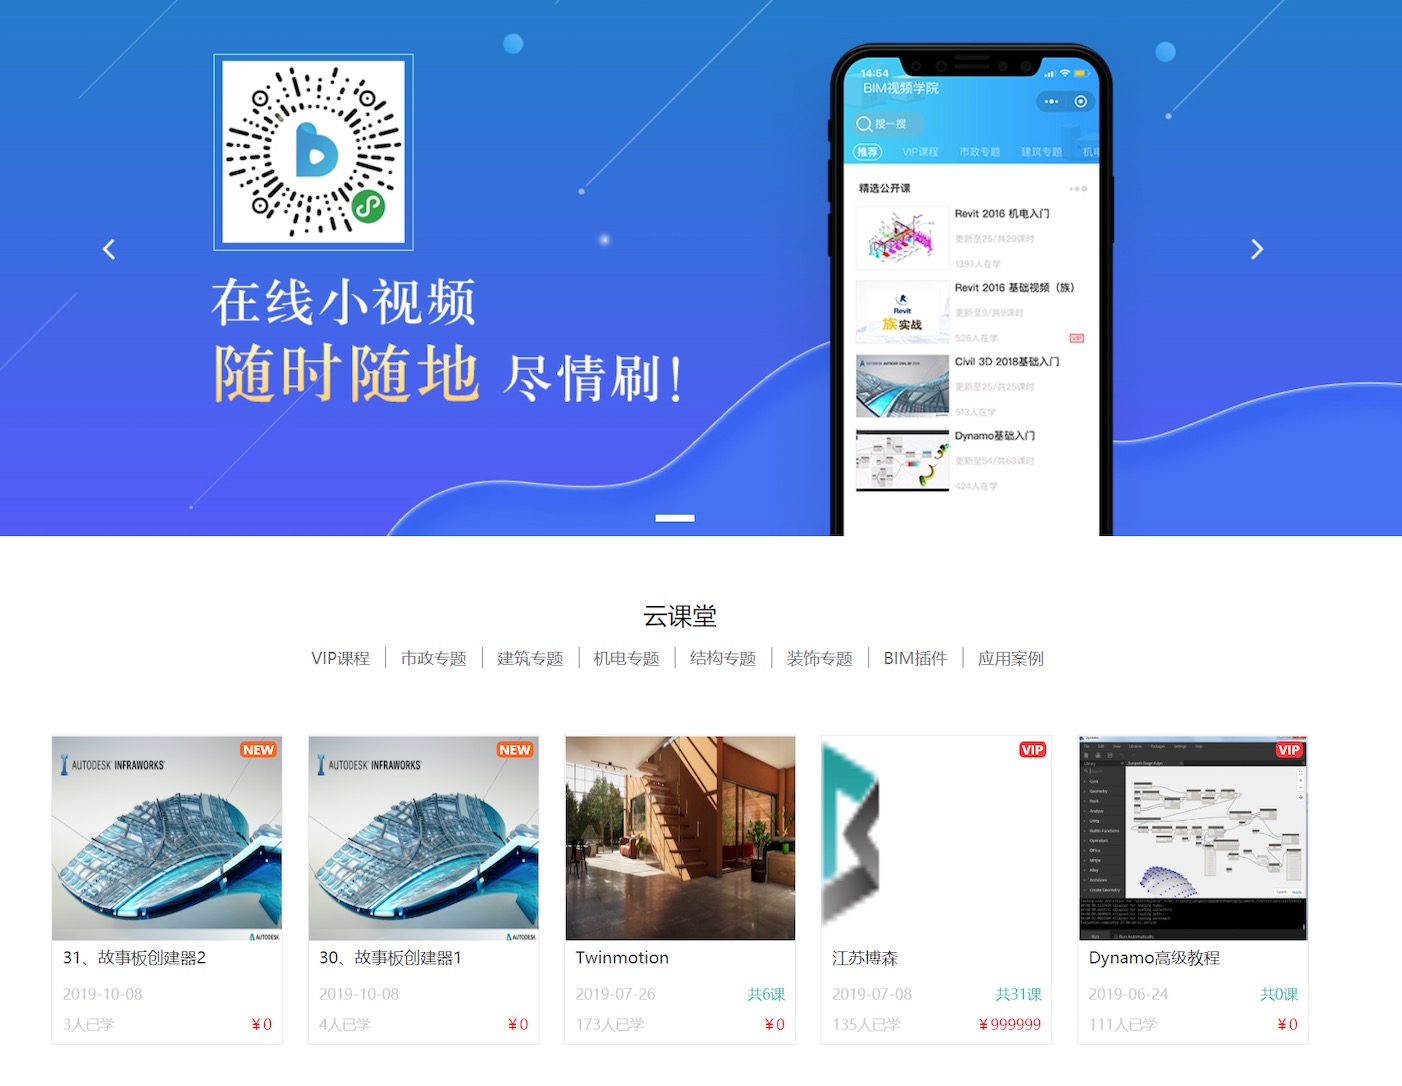 在线小视频
随时随地 尽情刷！
14:54
BIM视频学院
搜一搜
推荐 VIP课程 市政专题 建筑专题 机电
精选公开课
Revit 2016 机电入门
更新至25/共29课时
1397人在学
Revit
族实战
Revit 2016 基础视频（族）
更新至9/共9课时
526人在学
VIP
Civil 3D 2018基础入门
更新至25/共25课时
513人在学
Dynamo基础入门
更新至54/共63课时
424人在学
云课堂
VIP课程 市政专题 建筑专题 机电专题 结构专题 装饰专题 BIM插件 应用案例
NEW
AUTODESK INFRAWORKS
AUTODESK
31、故事板创建器2
2019-10-08
3人已学 ￥0
NEW
AUTODESK INFRAWORKS
AUTODESK
30、故事板创建器1
2019-10-08
4人已学 ￥0
Twinmotion
2019-07-26 共6课
173人已学 ￥0
VIP
江苏博森
2019-07-08 共31课
135人已学 ￥999999
VIP
Dynamo高级教程
2019-06-24 共0课
111人已学 ￥0